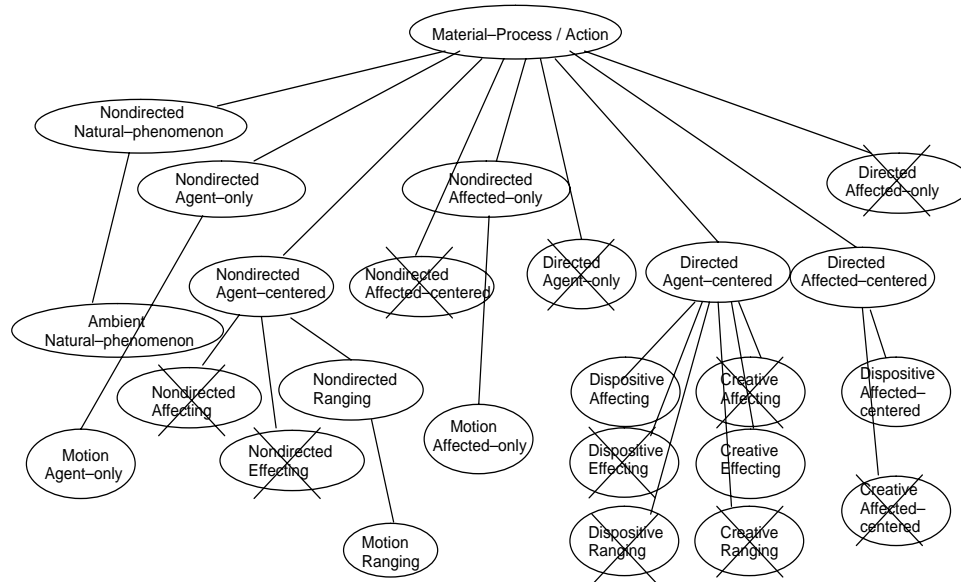 Material–Process / Action
Nondirected
Natural–phenomenon
Nondirected
Agent–only
Nondirected
Affected–only
Directed
Affected–only
Nondirected
Agent–centered
Nondirected
Affected–centered
Directed
Agent–only
Directed
Agent–centered
Directed
Affected–centered
Ambient
Natural–phenomenon
Nondirected
Affecting
Nondirected
Ranging
Dispositive
Affecting
Creative
Affecting
Dispositive
Affected–
centered
Motion
Agent–only
Nondirected
Effecting
Motion
Affected–only
Dispositive
Effecting
Creative
Effecting
Creative
Affected–
centered
Motion
Ranging
Dispositive
Ranging
Creative
Ranging